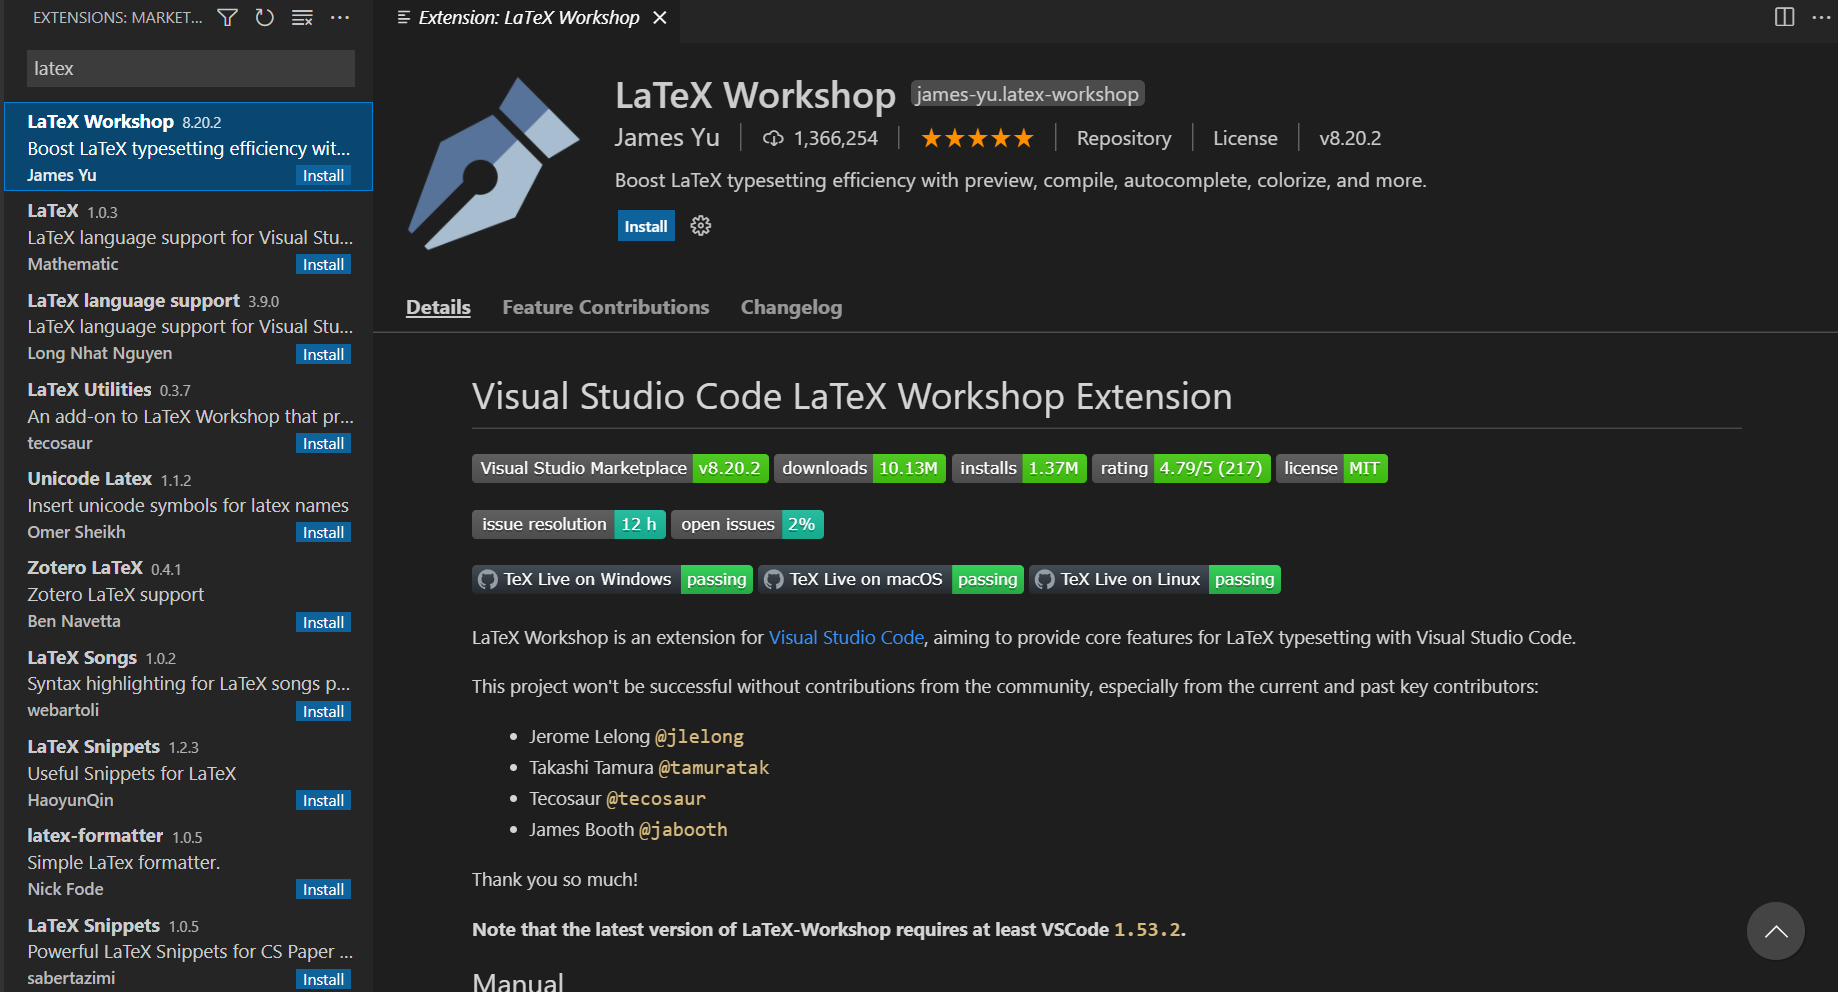 EXTENSIONS: MARKET...
latex
LaTeX Workshop 8.20.2
Boost LaTeX typesetting efficiency wit...
James Yu Install
LaTeX 1.0.3
LaTeX language support for Visual Stu...
Mathematic Install
LaTeX language support 3.9.0
LaTeX language support for Visual Stu...
Long Nhat Nguyen Install
LaTeX Utilities 0.3.7
An add-on to LaTeX Workshop that pr...
tecosaur Install
Unicode Latex 1.1.2
Insert unicode symbols for latex names
Omer Sheikh Install
Zotero LaTeX 0.4.1
Zotero LaTeX support
Ben Navetta Install
LaTeX Songs 1.0.2
Syntax highlighting for LaTeX songs p...
webartoli Install
LaTeX Snippets 1.2.3
Useful Snippets for LaTeX
HaoyunQin Install
latex-formatter 1.0.5
Simple LaTex formatter.
Nick Fode Install
LaTeX Snippets 1.0.5
Powerful LaTeX Snippets for CS Paper ...
sabertazimi Install
Extension: LaTeX Workshop
LaTeX Workshop james-yu.latex-workshop
James Yu 1,366,254 Repository License v8.20.2
Boost LaTeX typesetting efficiency with preview, compile, autocomplete, colorize, and more.
Install
Details Feature Contributions Changelog
Visual Studio Code LaTeX Workshop Extension
Visual Studio Marketplace v8.20.2 downloads 10.13M installs 1.37M rating 4.79/5 (217) license MIT
issue resolution 12 h open issues 2%
TeX Live on Windows passing TeX Live on macOS passing TeX Live on Linux passing
LaTeX Workshop is an extension for Visual Studio Code, aiming to provide core features for LaTeX typesetting with Visual Studio Code.
This project won't be successful without contributions from the community, especially from the current and past key contributors:
• Jerome Lelong @jlelong
• Takashi Tamura @tamuratak
• Tecosaur @tecosaur
• James Booth @jabooth
Thank you so much!
Note that the latest version of LaTeX-Workshop requires at least VSCode 1.53.2.
Manual